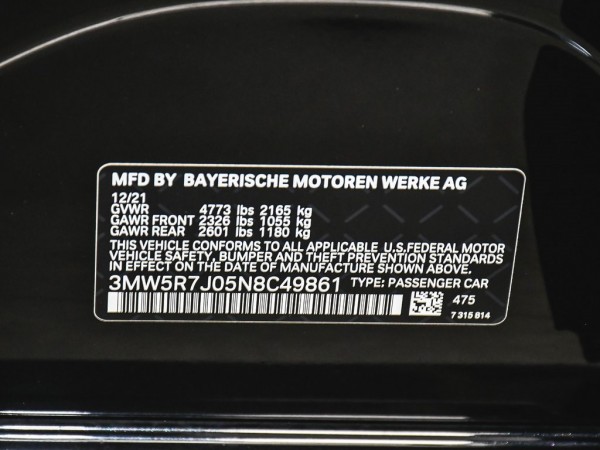 MFD BY BAYERISCHE MOTOREN WERKE AG
12/21
GVWR 4773 lbs 2165 kg
GAWR FRONT 2326 lbs 1055 kg
GAWR REAR 2601 lbs 1180 kg
THIS VEHICLE CONFORMS TO ALL APPLICABLE U.S.FEDERAL MOTOR
VEHICLE SAFETY, BUMPER AND THEFT PREVENTION STANDARDS
IN EFFECT ON THE DATE OF MANUFACTURE SHOWN ABOVE.
3MW5R7J05N8C49861 TYPE: PASSENGER CAR
475
7 315 814